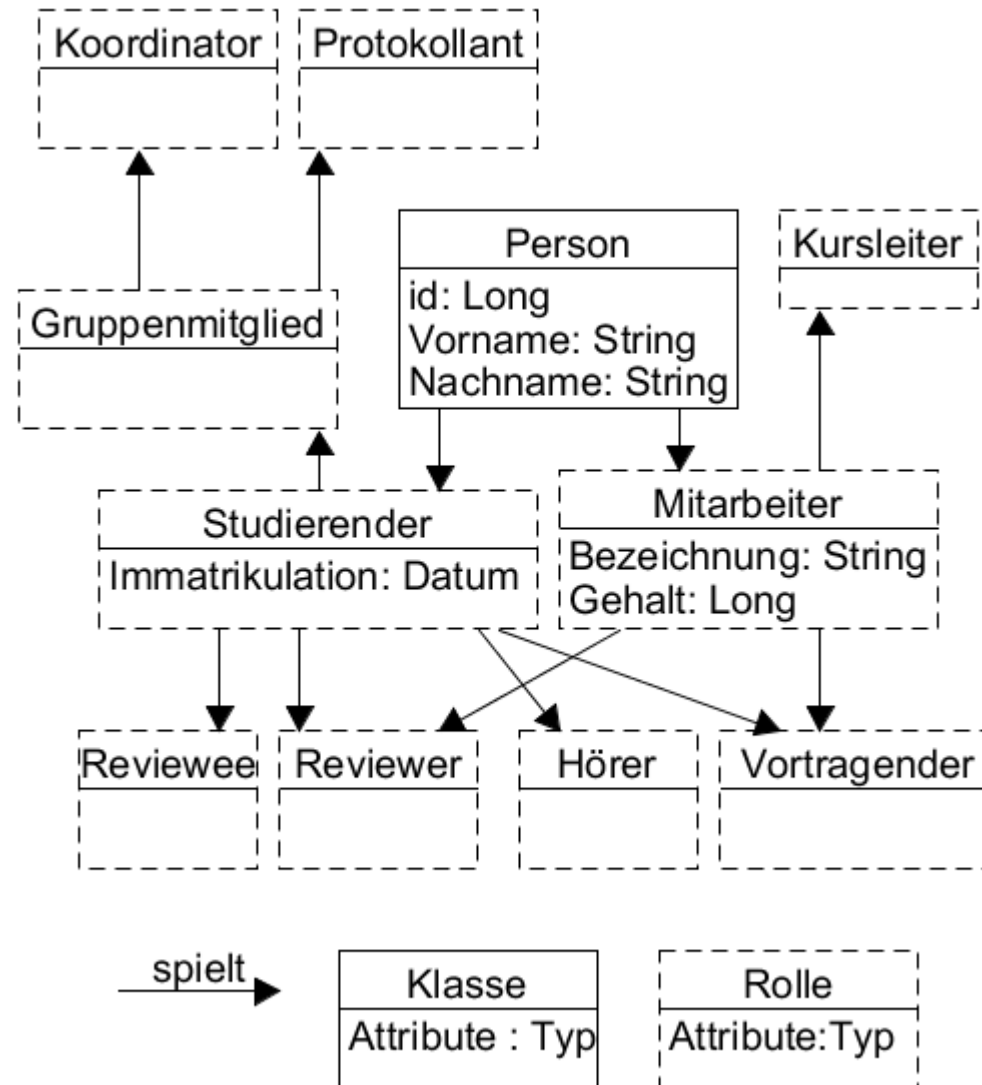 Koordinator
Protokollant
Person
id: Long
Vorname: String
Nachname: String
Kursleiter
Gruppenmitglied
Studierender
Immatrikulation: Datum
Mitarbeiter
Bezeichnung: String
Gehalt: Long
Reviewee
Reviewer
Hörer
Vortragender
spielt
Klasse
Attribute : Typ
Rolle
Attribute:Typ